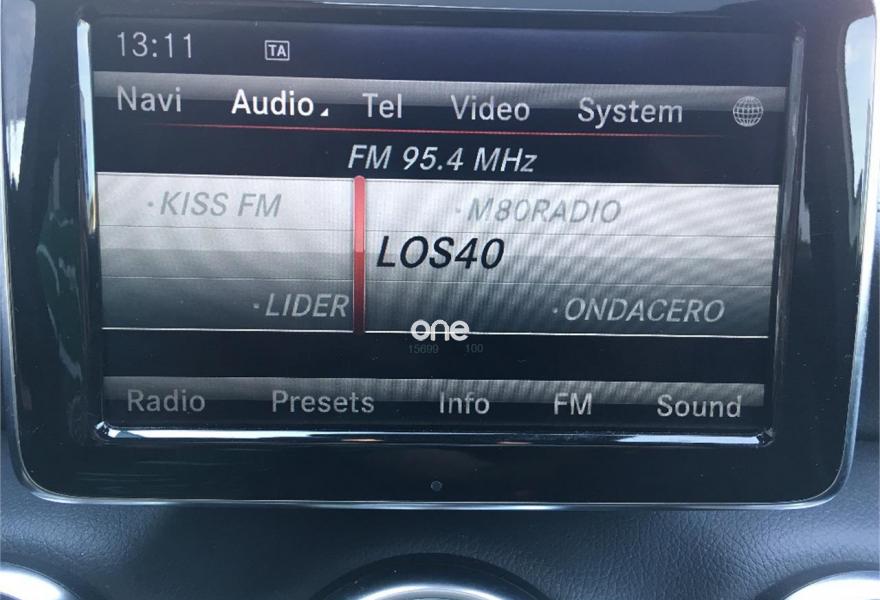 13:11 TA
Navi Audio Tel Video System
FM 95.4 MHz
·KISS FM ·M80RADIO
LOS40
·LIDER ·ONDACERO
one
15699 100
Radio Presets Info FM Sound